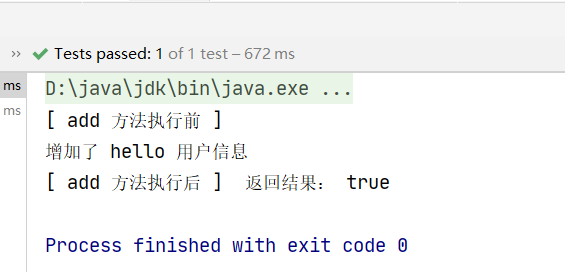 ›› Tests passed: 1 of 1 test – 672 ms
ms D:\java\jdk\bin\java.exe ...
ms [ add 方法执行前 ]
增加了 hello 用户信息
[ add 方法执行后 ] 返回结果： true
Process finished with exit code 0